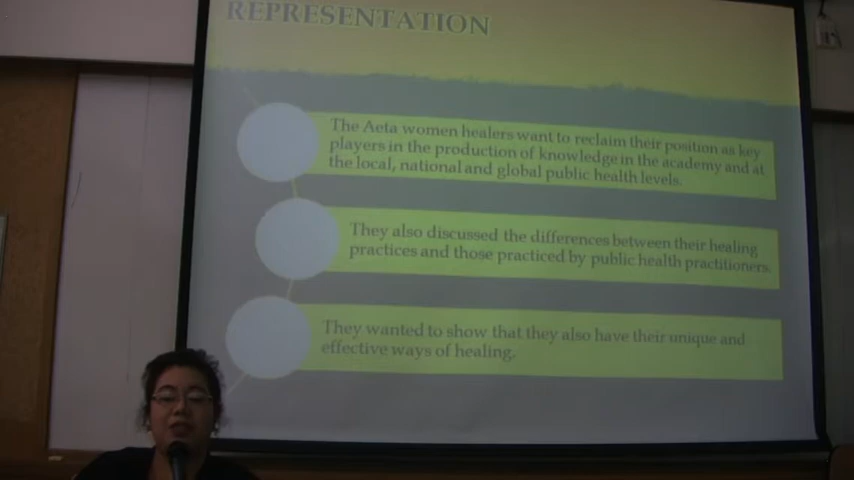 REPRESENTATION
The Aeta women healers want to reclaim their position as key
players in the production of knowledge in the academy and at
the local, national and global public health levels.
They also discussed the differences between their healing
practices and those practiced by public health practitioners.
They wanted to show that they also have their unique and
effective ways of healing.